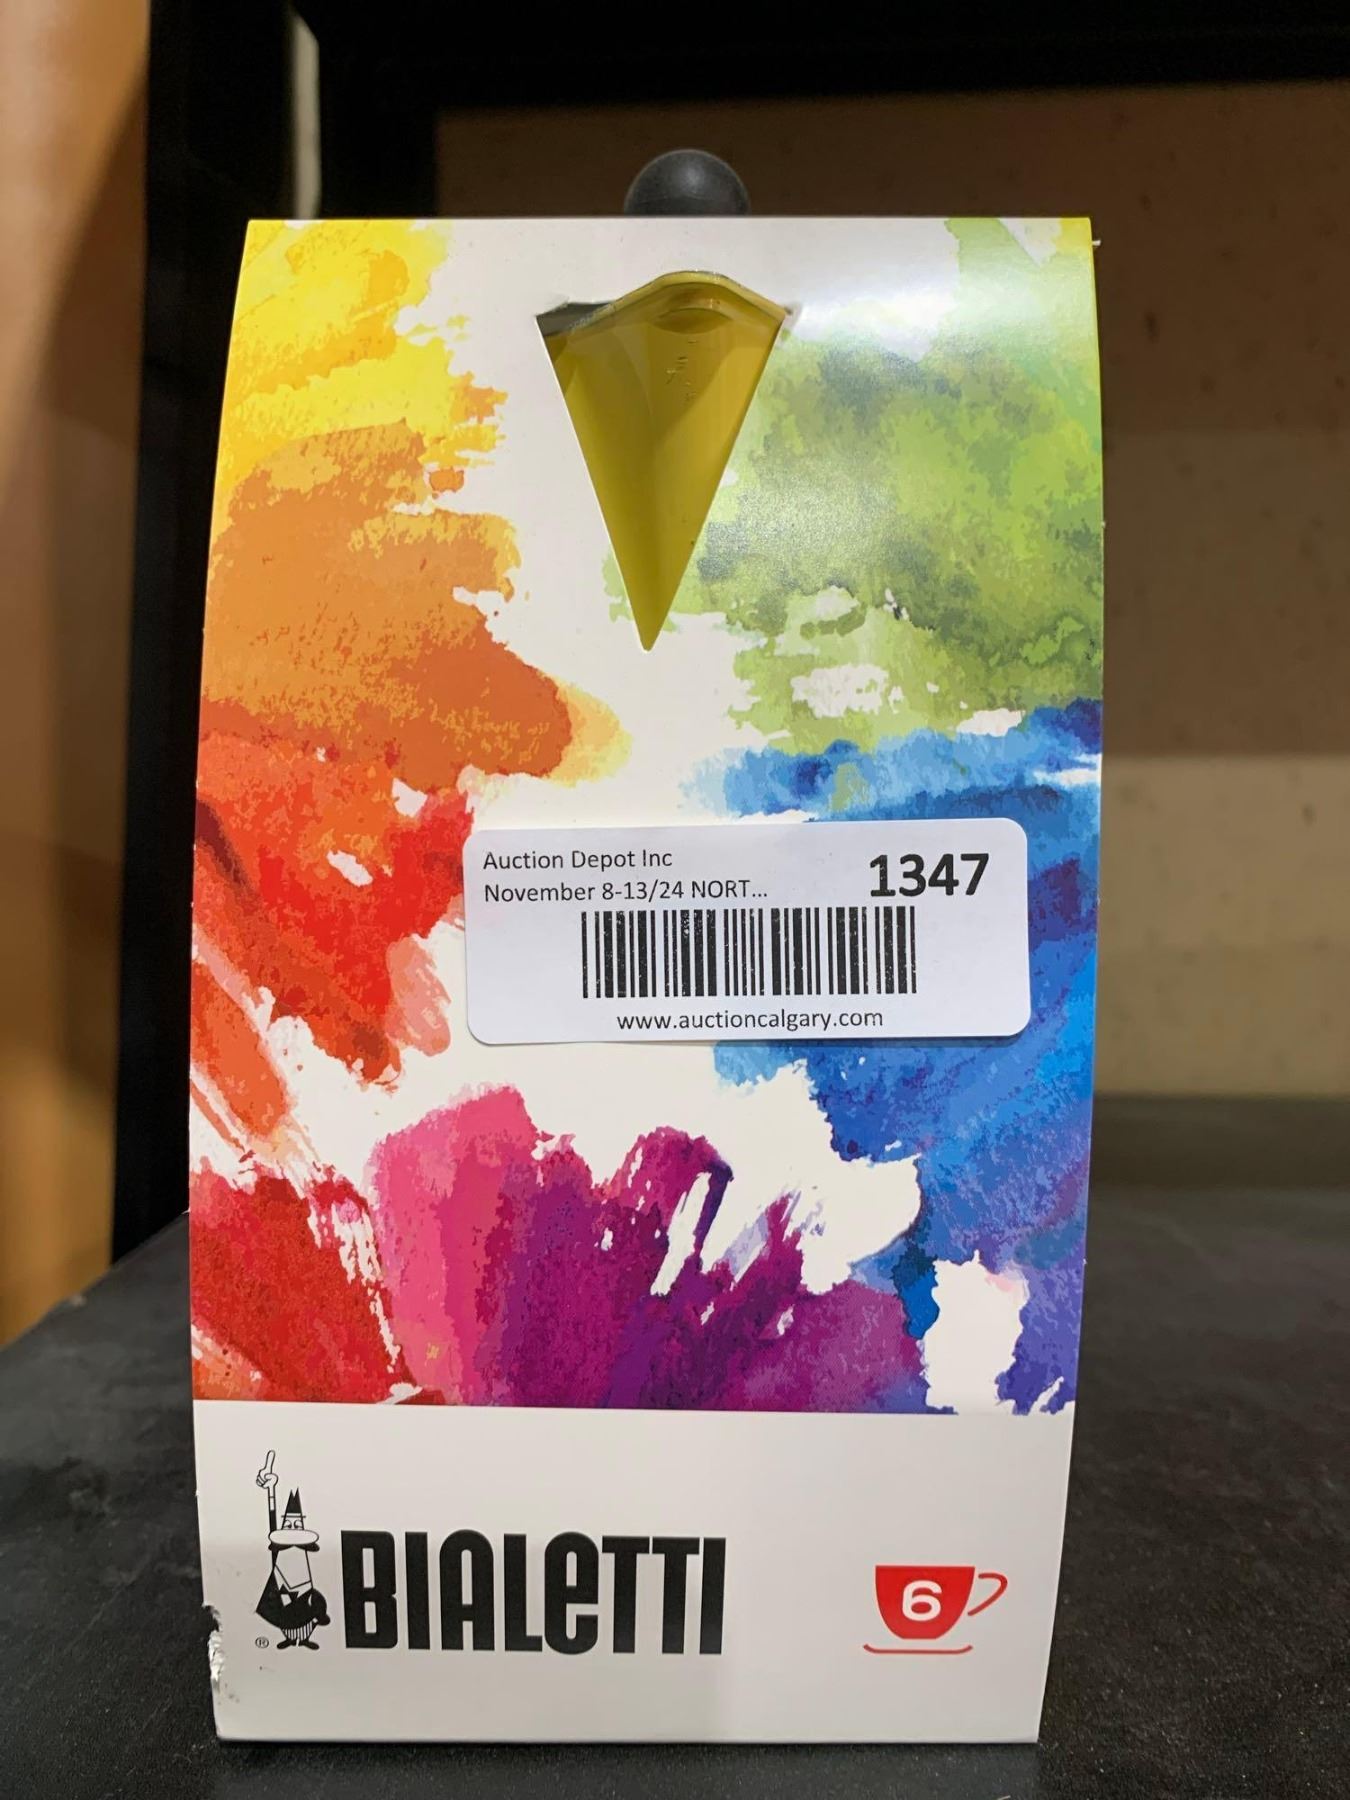 Auction Depot Inc
November 8-13/24 NORT...
1347
www.auctioncalgary.com
BIALETTI
®
6